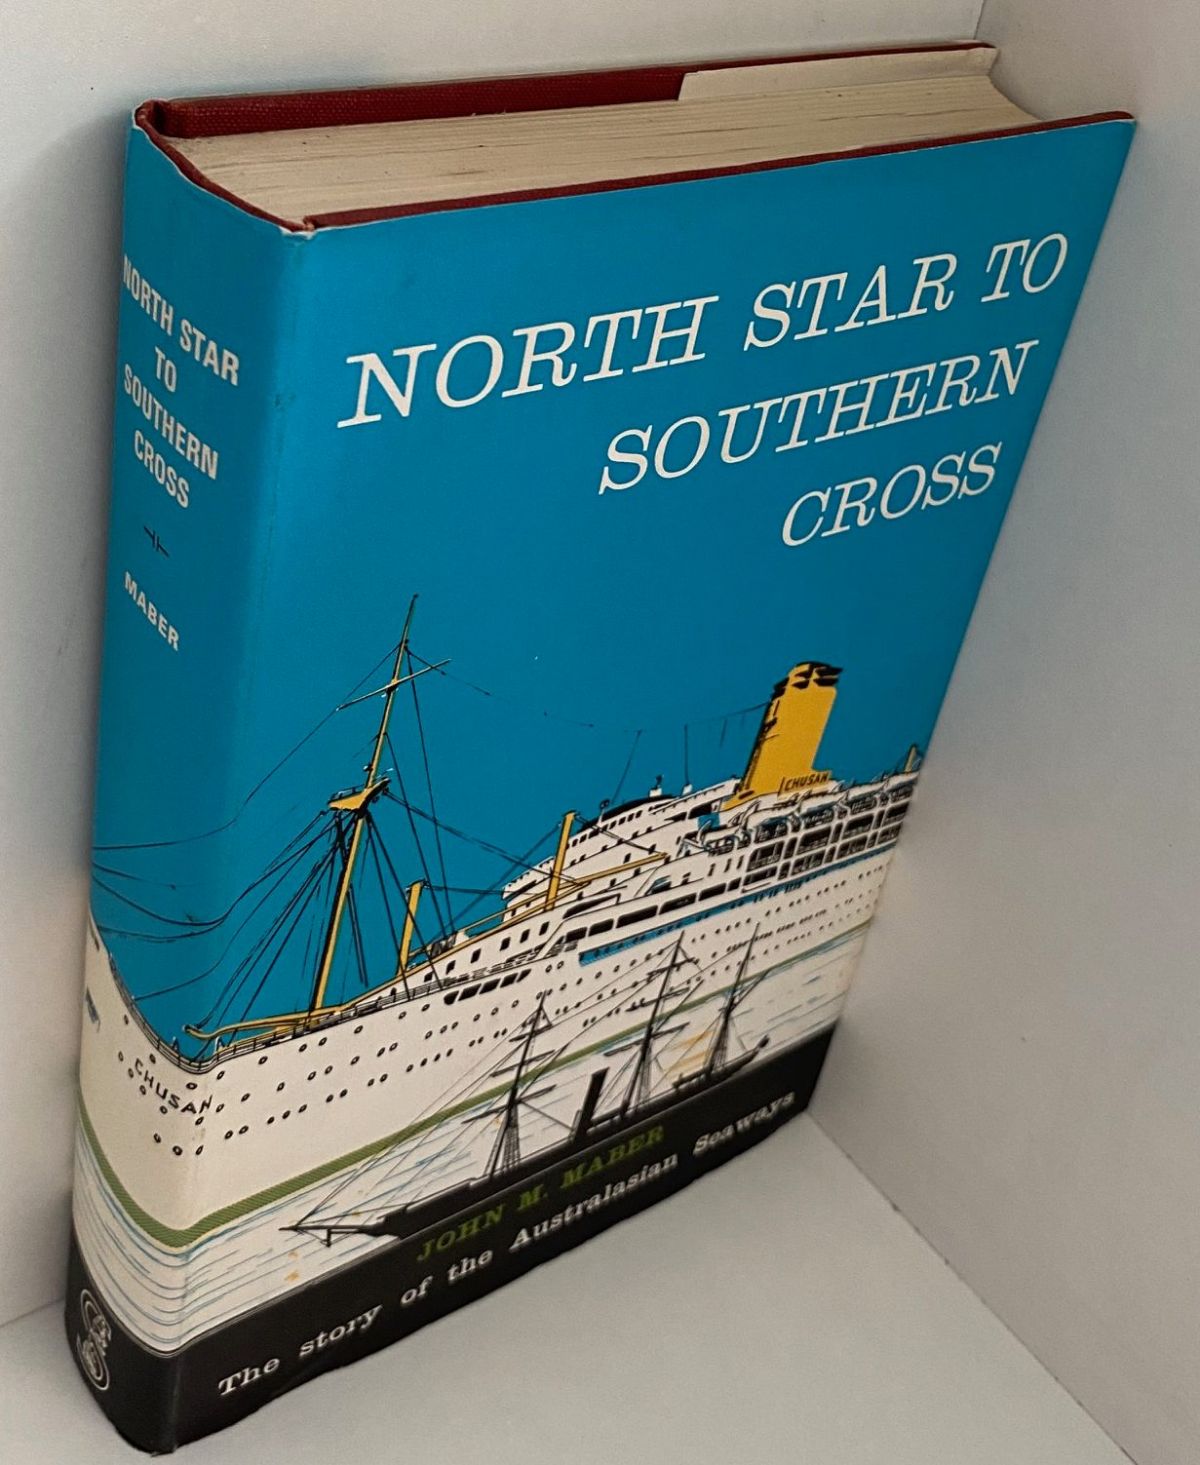 NORTH STAR
TO
SOUTHERN
CROSS
MABER
NORTH STAR TO
SOUTHERN
CROSS
CHUSAN
CHUSAN
JOHN M. MABER
The story of the Australasian Seaways